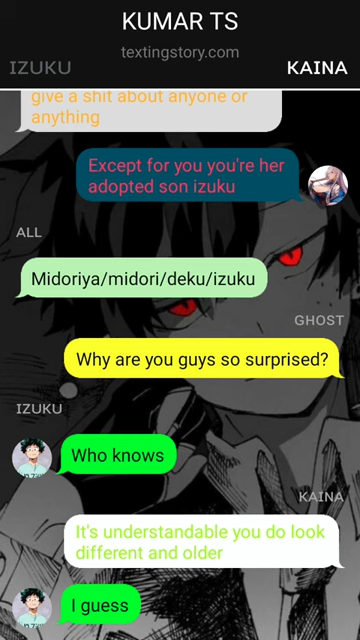 KUMAR TS
textingstory.com
IZUKU
KAINA
give a shit about anyone or
anything
Except for you you're her
adopted son izuku
ALL
Midoriya/midori/deku/izuku
GHOST
Why are you guys so surprised?
IZUKU
Who knows
KAINA
It's understandable you do look
different and older
I guess